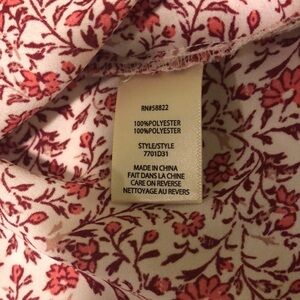 RN#58822
100%POLYESTER
100%POLYESTER
STYLE/STYLE
7701D31
MADE IN CHINA
FAIT DANS LA CHINE
CARE ON REVERSE
NETTOYAGE AU REVERS